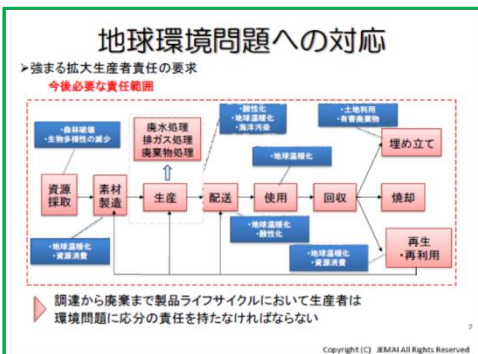 地球環境問題への対応
➢強まる拡大生産者責任の要求
今後必要な責任範囲
・森林破壊
・生物多様性の減少
廃水処理
排ガス処理
廃棄物処理
・酸性化
・地球温暖化
・海洋汚染
・土地利用
・有害廃棄物
・地球温暖化
埋め立て
資源
採取
素材
製造
生産
配送
使用
回収
焼却
・地球温暖化
・資源消費
・地球温暖化
・酸性化
・地球温暖化
・資源消費
再生
・再利用
調達から廃棄まで製品ライフサイクルにおいて生産者は
環境問題に応分の責任を持たなければならない
7
Copyright (C) JEMAI All Rights Reserved